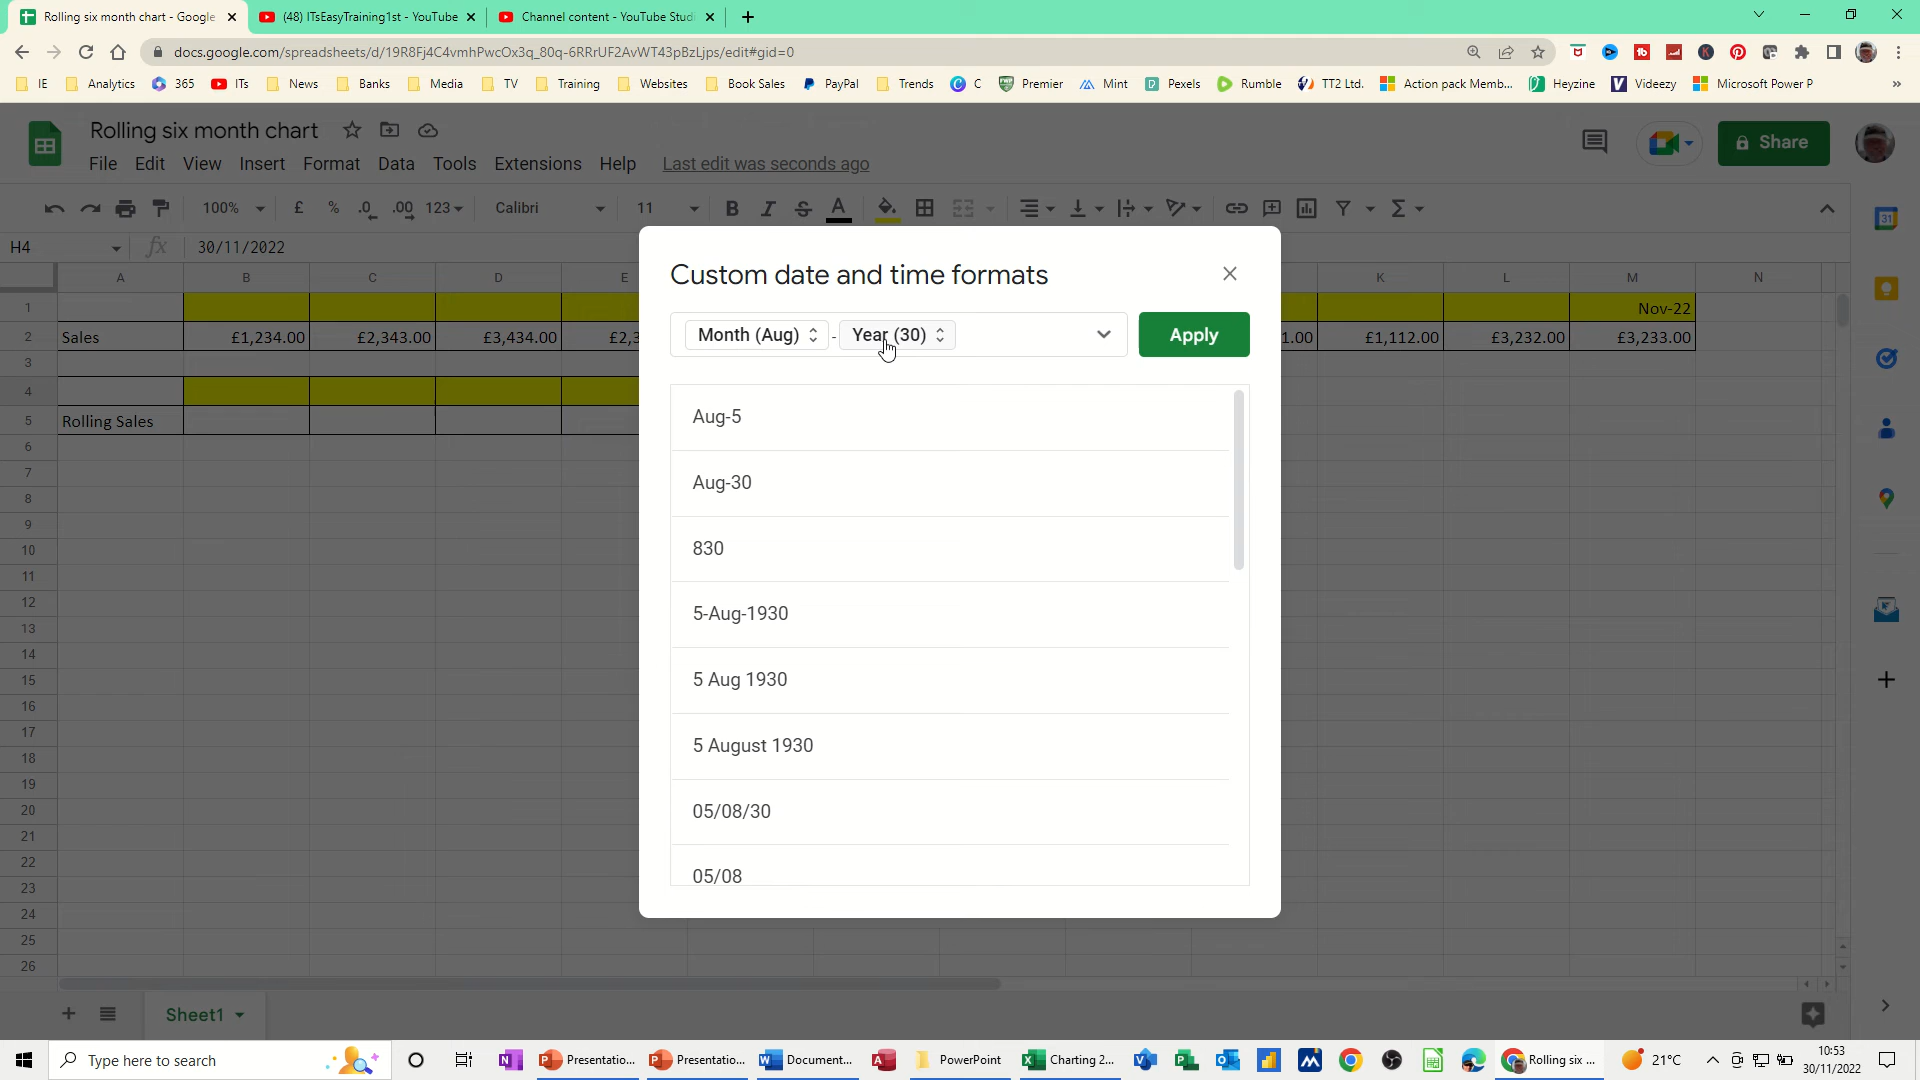 Rolling six month chart - Google
(48) ITsEasyTraining1st - YouTube
Channel content - YouTube Studi
docs.google.com/spreadsheets/d/19R8Fj4C4vmhPwcOx3q_80q-6RRrUF2AvWT43pBzLjps/edit#gid=0
IE Analytics 365 ITs News Banks Media TV Training Websites Book Sales PayPal Trends C Premier Mint Pexels Rumble TT2 Ltd. Action pack Memb... Heyzine Videezy Microsoft Power P »
Rolling six month chart
File Edit View Insert Format Data Tools Extensions Help Last edit was seconds ago
Share
100% £ % .0 .00 123 Calibri 11 B I S A Σ
H4 fx 30/11/2022
A B C D E K L M N
1 Nov-22
2 Sales £1,234.00 £2,343.00 £3,434.00 £2,3 1.00 £1,112.00 £3,232.00 £3,233.00
3
4
5 Rolling Sales
6
7
8
9
10
11
12
13
14
15
16
17
18
19
20
21
22
23
24
25
26
Custom date and time formats
Month (Aug) - Year (30)
Apply
Aug-5
Aug-30
830
5-Aug-1930
5 Aug 1930
5 August 1930
05/08/30
05/08
31
Sheet1
Type here to search
Presentatio...
Presentatio...
Document...
PowerPoint
Charting 2...
Rolling six ...
21°C
10:53
30/11/2022